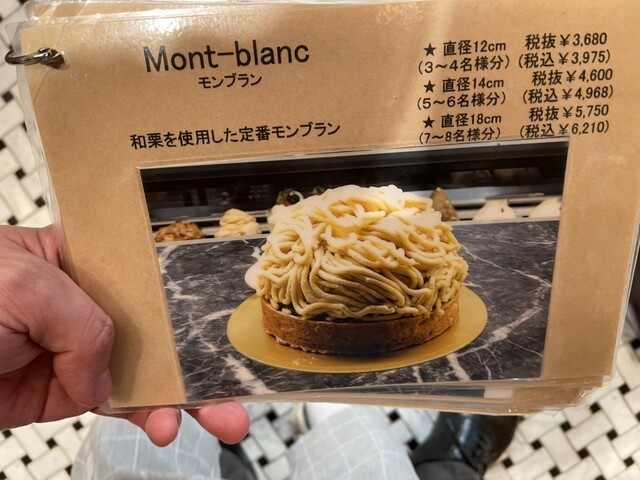 Mont-blanc
モンブラン
和栗を使用した定番モンブラン
★ 直径12cm 税抜￥3,680
(3～4名様分) (税込￥3,975)
★ 直径14cm 税抜￥4,600
(5～6名様分) (税込￥4,968)
★ 直径18cm 税抜￥5,750
(7～8名様分) (税込￥6,210)